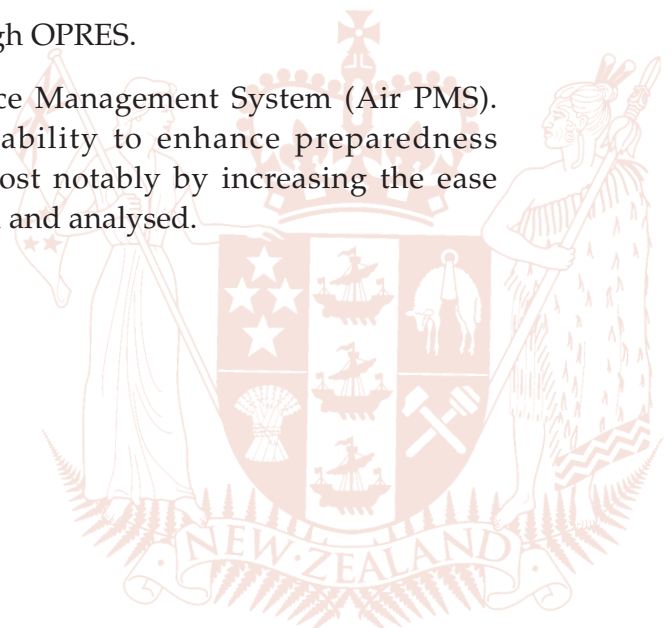 gh OPRES.
ce Management System (Air PMS).
ability to enhance preparedness
ost notably by increasing the ease
and analysed.
NEW·ZEALAND